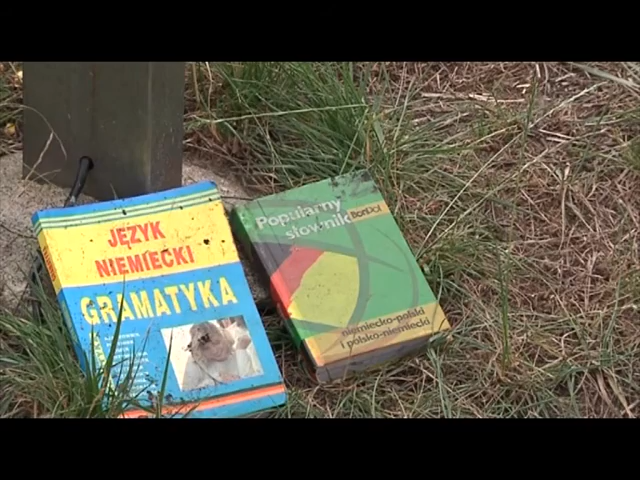 JĘZYK
NIEMIECKI
GRAMATYKA
Popularny
słownik
niemiecko-polski
i polsko-niemiecki